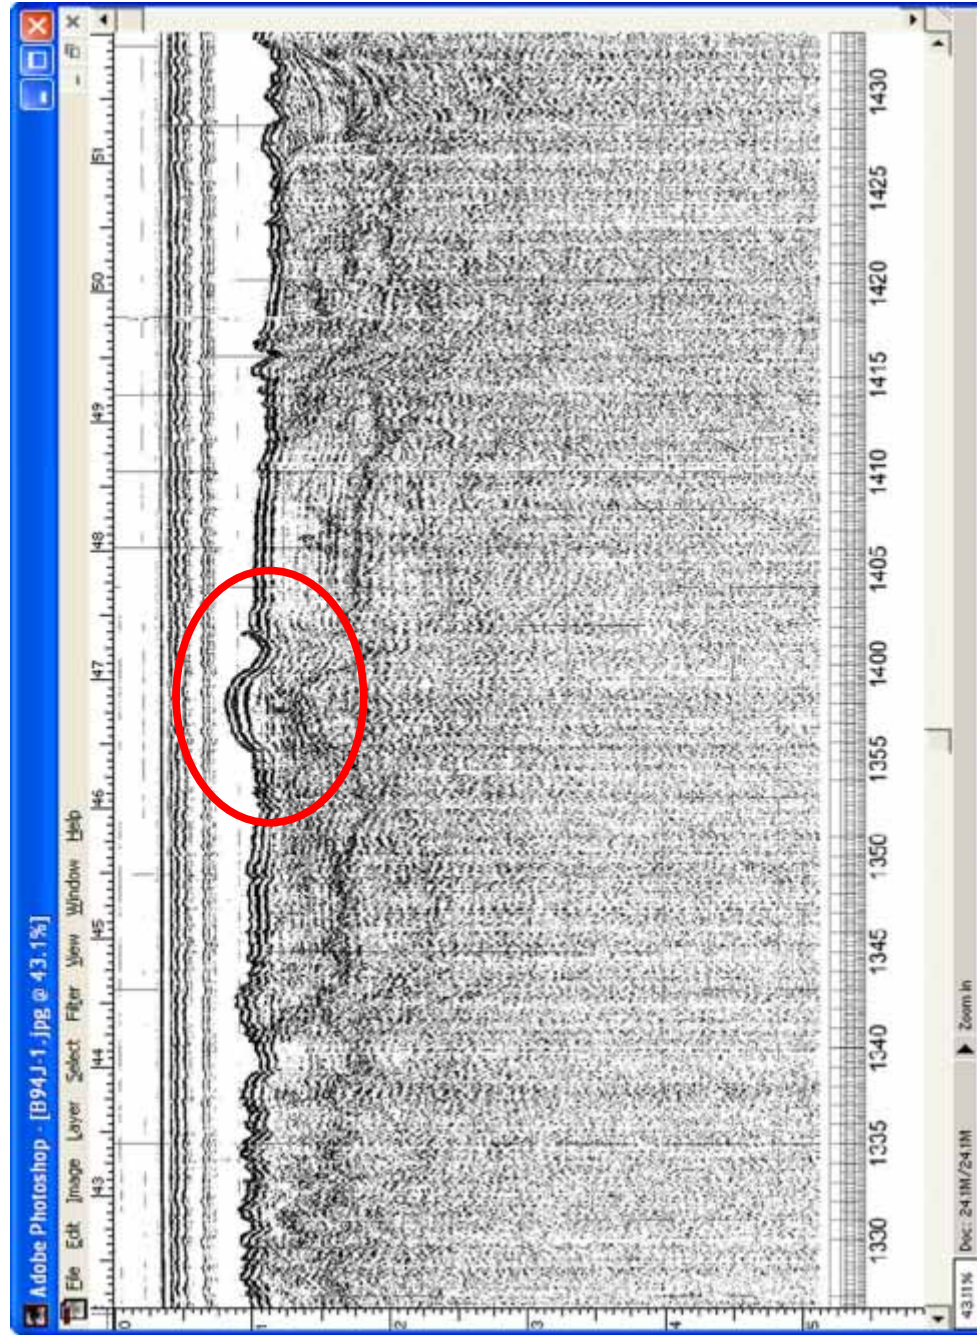 Adobe Photoshop - [B94J-1.jpg @ 43.1%]
File Edit Image Layer Select Filter View Window Help
43 44 45 46 47 48 49 50 51
0
1
2
3
4
5
1330 1335 1340 1345 1350 1355 1400 1405 1410 1415 1420 1425 1430
43.11% Doc: 24.1M/24.1M Zoom in